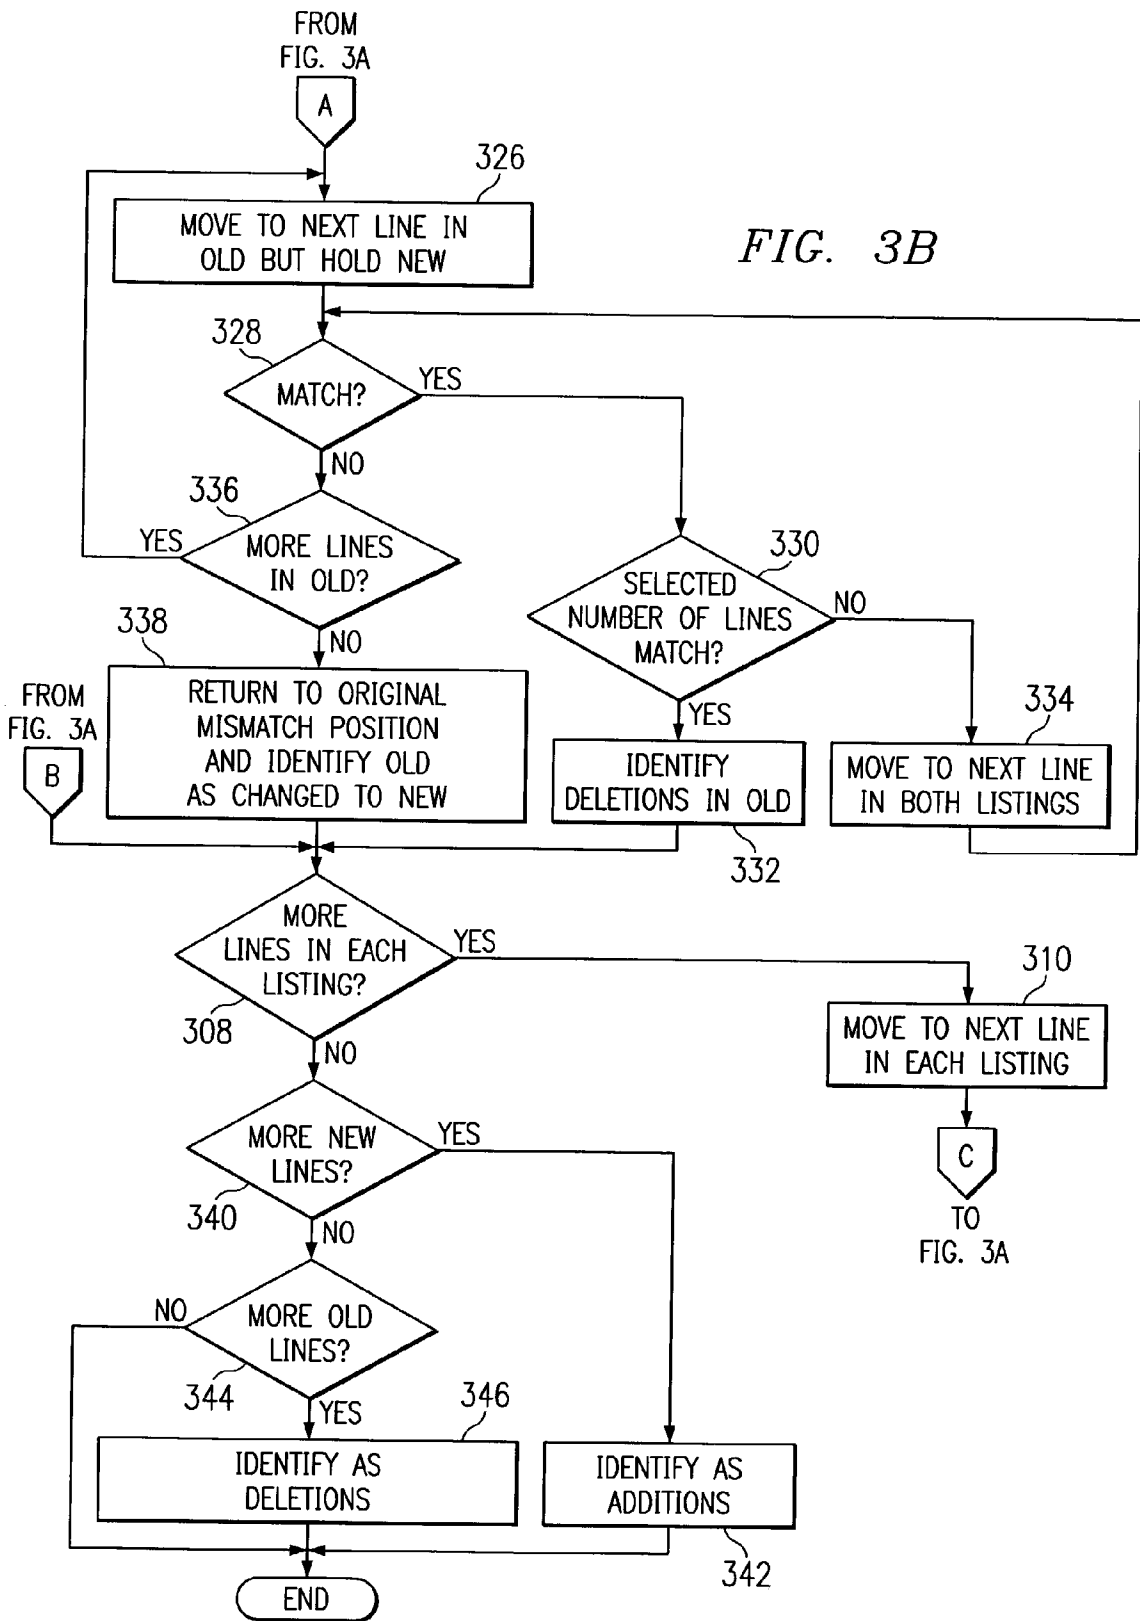 FROM
FIG. 3A
A
326
MOVE TO NEXT LINE IN
OLD BUT HOLD NEW
FIG. 3B
328
MATCH?
YES
NO
336
YES
MORE LINES
IN OLD?
NO
330
SELECTED
NUMBER OF LINES
MATCH?
NO
YES
338
RETURN TO ORIGINAL
MISMATCH POSITION
AND IDENTIFY OLD
AS CHANGED TO NEW
FROM
FIG. 3A
B
IDENTIFY
DELETIONS IN OLD
332
334
MOVE TO NEXT LINE
IN BOTH LISTINGS
MORE
LINES IN EACH
LISTING?
YES
308
NO
310
MOVE TO NEXT LINE
IN EACH LISTING
C
TO
FIG. 3A
MORE NEW
LINES?
YES
340
NO
NO
MORE OLD
LINES?
344
YES
346
IDENTIFY AS
DELETIONS
IDENTIFY AS
ADDITIONS
342
END